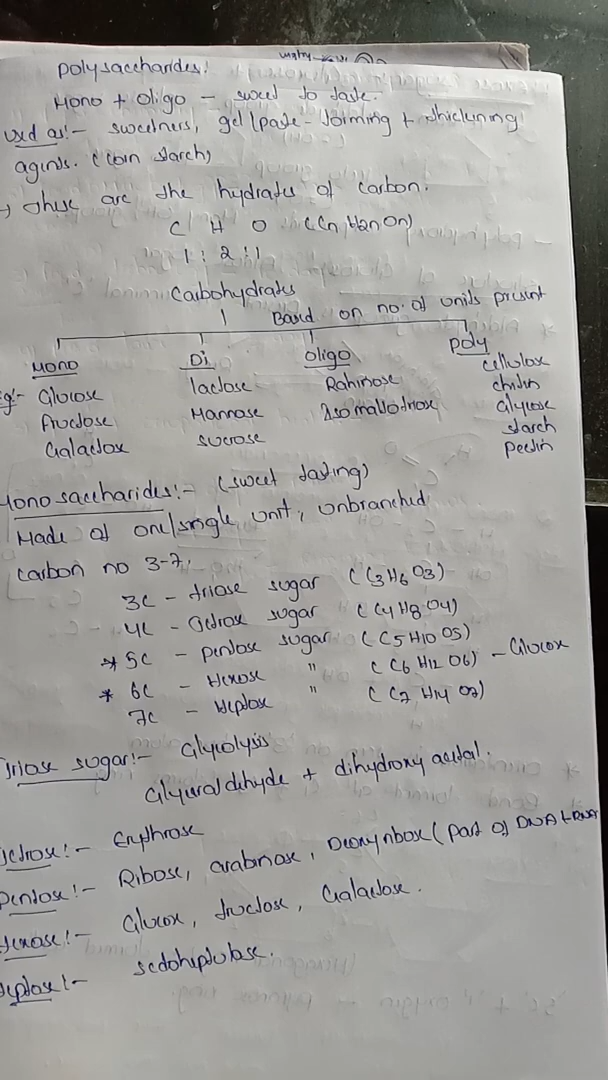 polysaccharides!
Mono + Oligo - sweet to taste.
used as!- sweetners, gel/paste-forming + thickening
agents. (Corn starch)
→ These are the hydrates of carbon.
C H O (Cn H2n On)
1 : 2 : 1
Carbohydrates
Based on no. of units present
Mono Di Oligo poly
eg:- Glucose lactose Rahinose cellulose
fructose Mannose Isomaltotriose chitin
Galactose sucrose Glycose
starch
pectin
Monosaccharides!- (sweet tasting)
Made of one/single unit, unbranched
carbon no 3-7.
3C - triose sugar (C3H6O3)
4C - Tetrose sugar (C4H8O4)
* 5C - pentose sugar (C5H10O5)
* 6C - Hexose " (C6H12O6) - Glucose
7C - Heptose " (C7H14O7)
Triose sugar!- Glycolysis
Glyceraldihyde + dihydroxy acetal.
Tetrose!- Erythrose
Pentose!- Ribose, arabinose, Deoxyribose (part of DNA + RNA
Hexose!- Glucose, fructose, Galactose.
Heptose!- sedoheptulose.